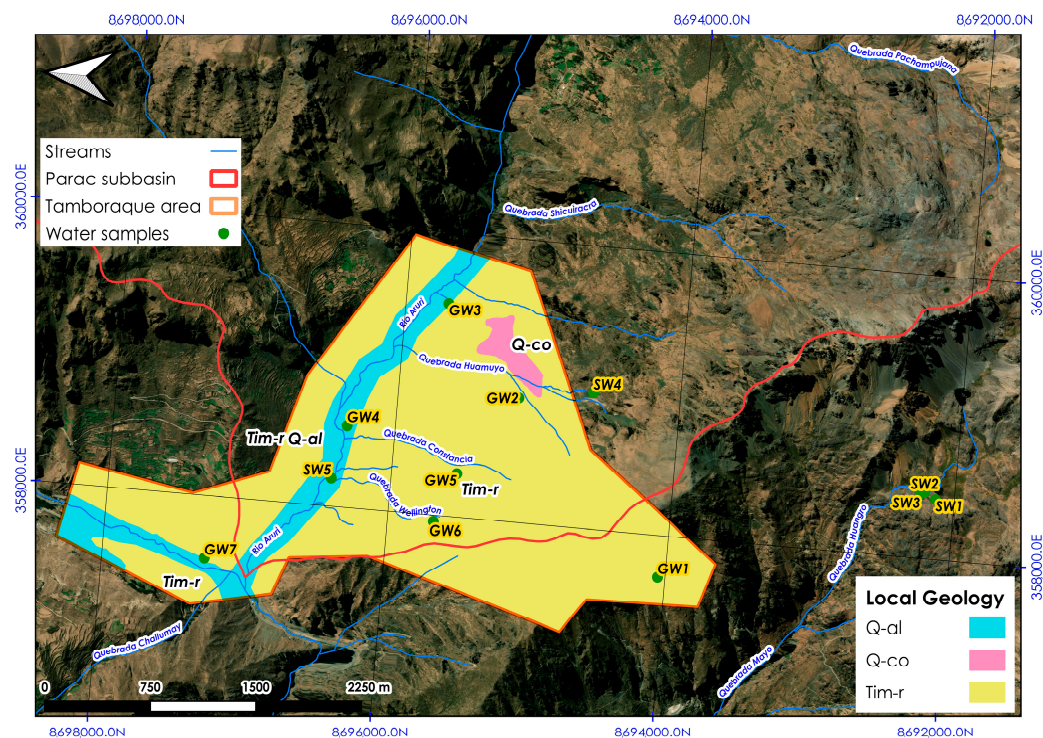 8698000.0N
8696000.0N
8694000.0N
8692000.0N
Quebrada Pachampujana
Streams
Parac subbasin
Tamboraque area
Water samples
360000.0E
360000.0E
Quebrada Shicuiracra
Rio Aruri
GW3
Q-co
Quebrada Huamuyo
SW4
GW2
GW4
Tim-r Q-al
Quebrada Constancia
SW5
GW5
Tim-r
358000.0E
358000.0E
Quebrada Wellington
GW6
SW2
SW3
SW1
Quebrada Huangro
Rio Aruri
GW7
Tim-r
GW1
Quebrada Challumay
Quebrada Mayo
Local Geology
Q-al
Q-co
Tim-r
0
750
1500
2250 m
8698000.0N
8696000.0N
8694000.0N
8692000.0N